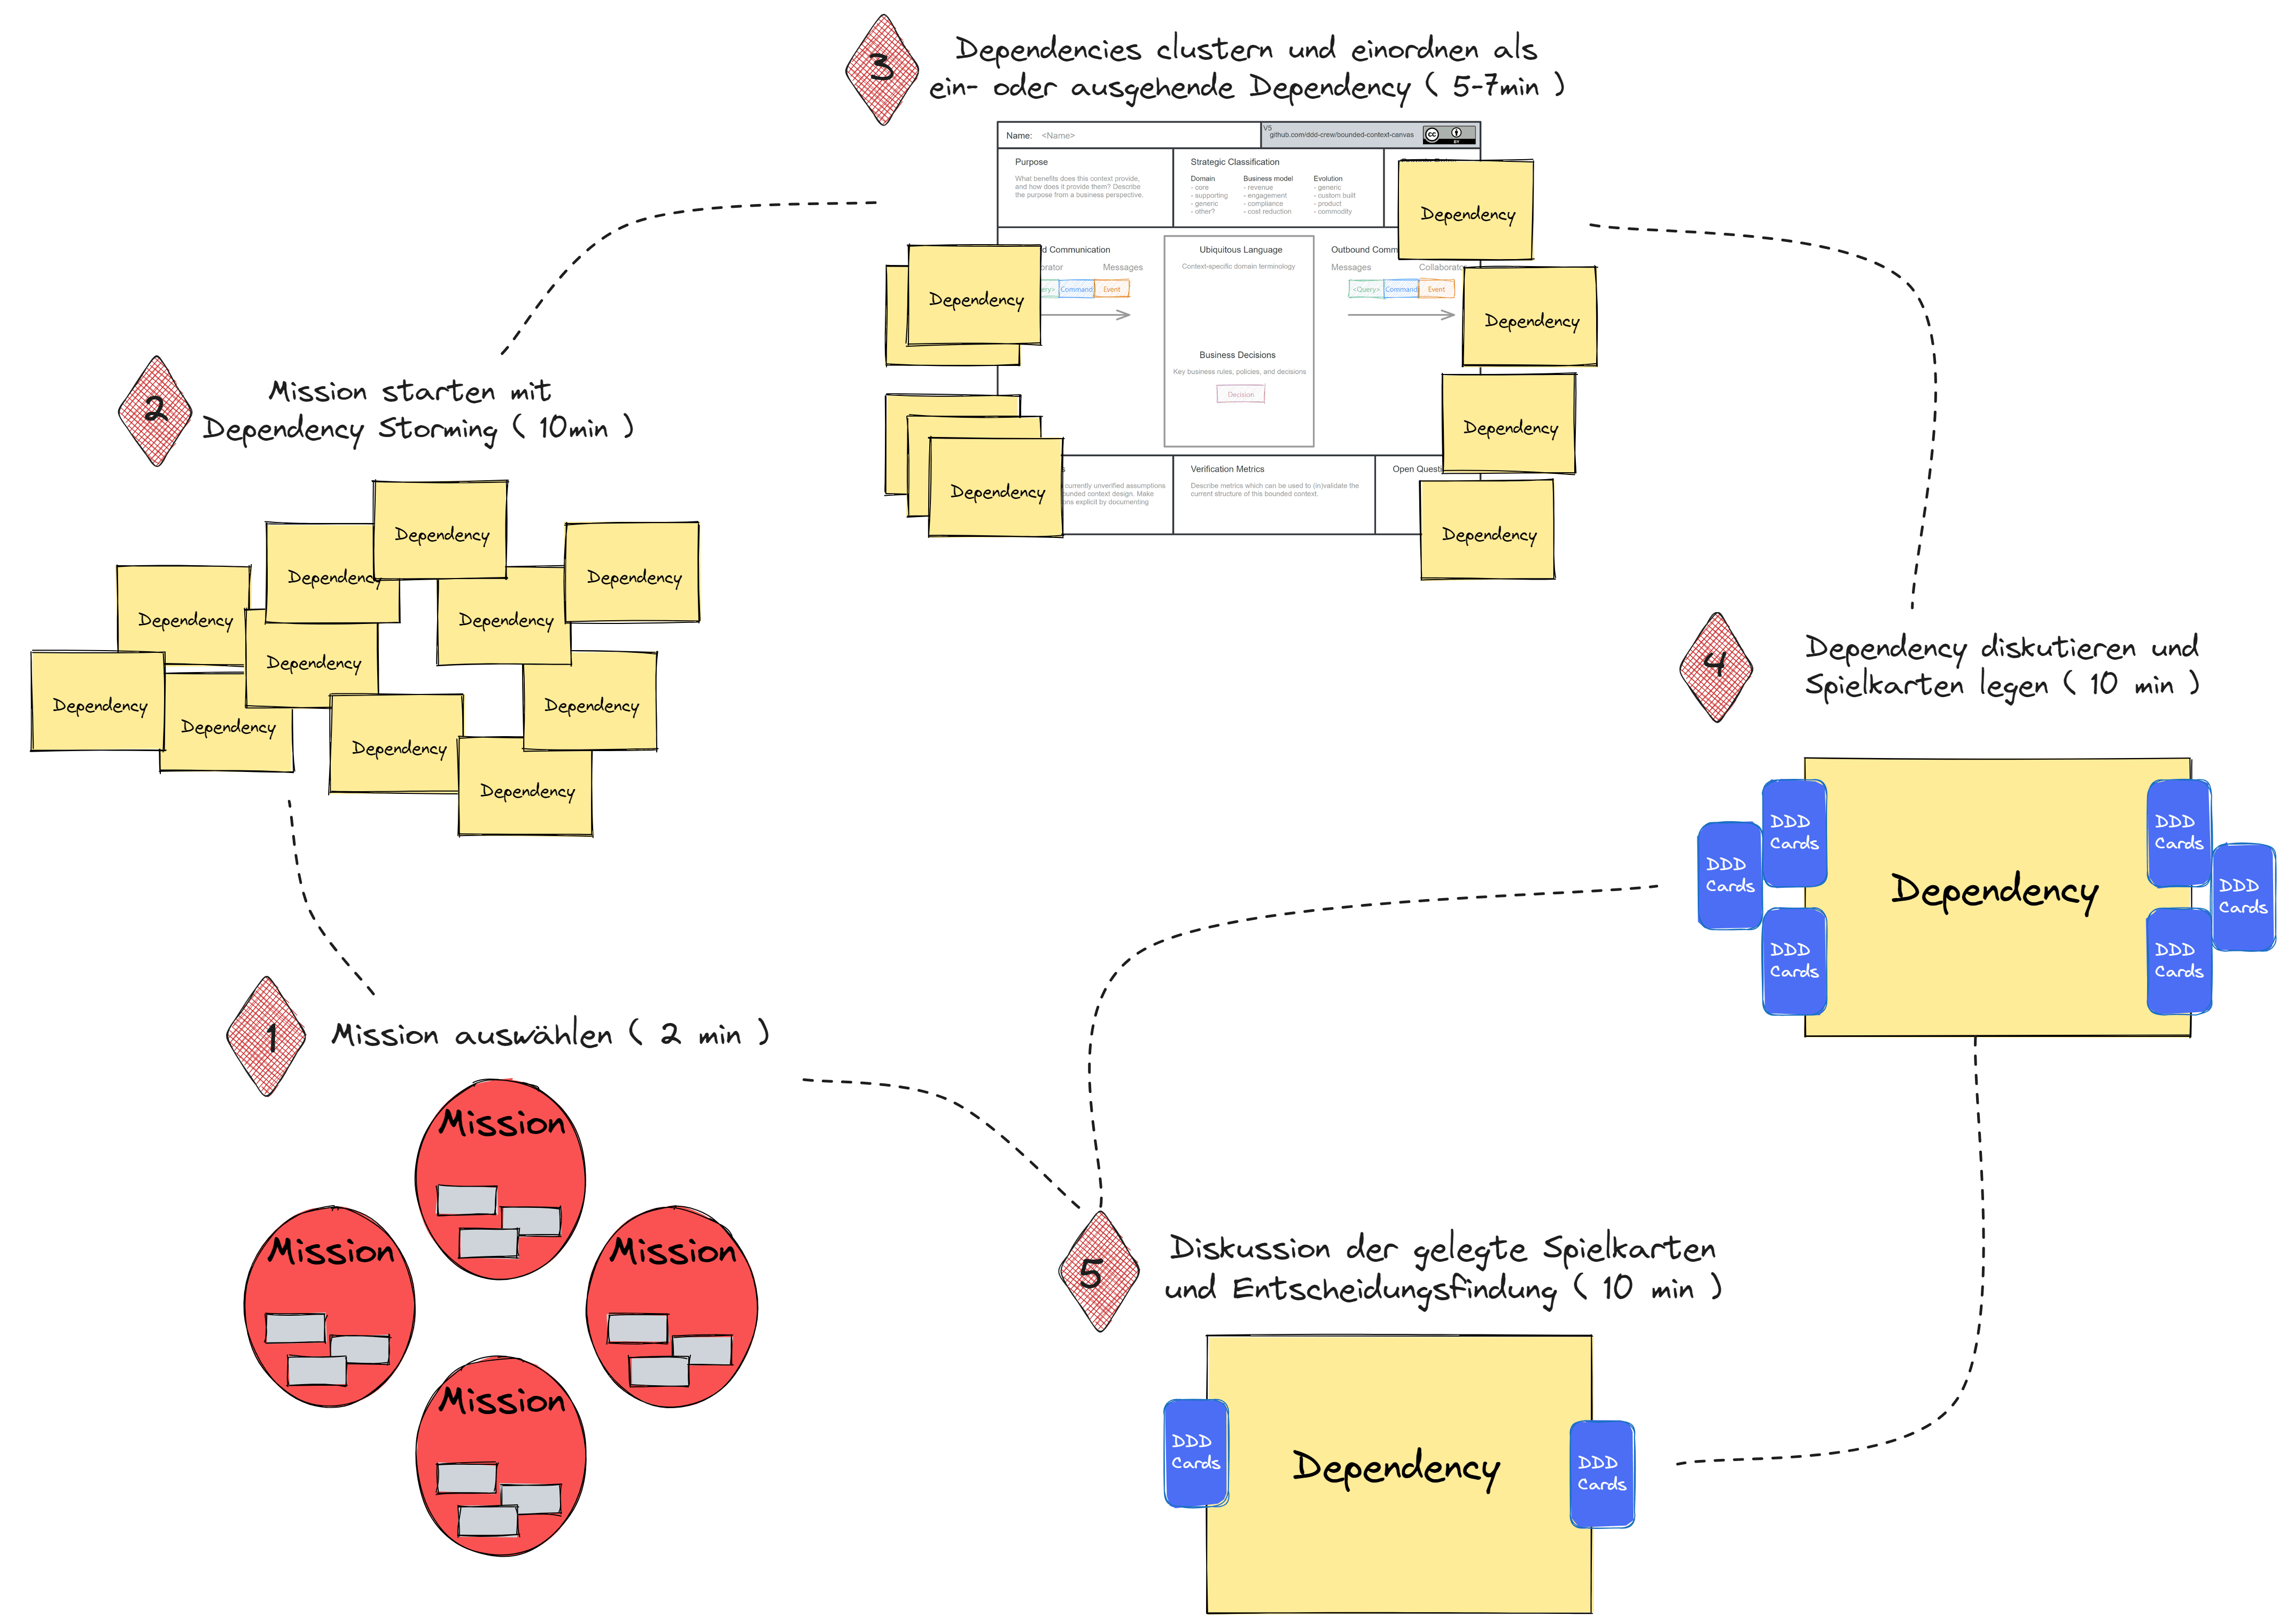 3
Dependencies clustern und einordnen als
ein- oder ausgehende Dependency ( 5-7min )
Name: <Name>
V5
github.com/ddd-crew/bounded-context-canvas
cc
BY
Purpose
What benefits does this context provide,
and how does it provide them? Describe
the purpose from a business perspective.
Strategic Classification
Domain
- core
- supporting
- generic
- other?
Business model
- revenue
- engagement
- compliance
- cost reduction
Evolution
- generic
- custom built
- product
- commodity
Dependency
d Communication
Messages
Command
Event
Dependency
Ubiquitous Language
Context-specific domain terminology
Business Decisions
Key business rules, policies, and decisions
Decision
Outbound Comm
Messages
Collaborato
<Query>
Command
Event
Dependency
Dependency
currently unverified assumptions
ounded context design. Make
ns explicit by documenting
Dependency
Verification Metrics
Describe metrics which can be used to (in)validate the
current structure of this bounded context.
Open Questi
Dependency
2
Mission starten mit
Dependency Storming ( 10min )
Dependency
Dependency
Dependency
Dependency
Dependency
Dependency
Dependency
Dependency
Dependency
Dependency
Dependency
4
Dependency diskutieren und
Spielkarten legen ( 10 min )
DDD
Cards
DDD
Cards
DDD
Cards
Dependency
DDD
Cards
DDD
Cards
DDD
Cards
1
Mission auswählen ( 2 min )
Mission
Mission
Mission
Mission
5
Diskussion der gelegte Spielkarten
und Entscheidungsfindung ( 10 min )
DDD
Cards
Dependency
DDD
Cards